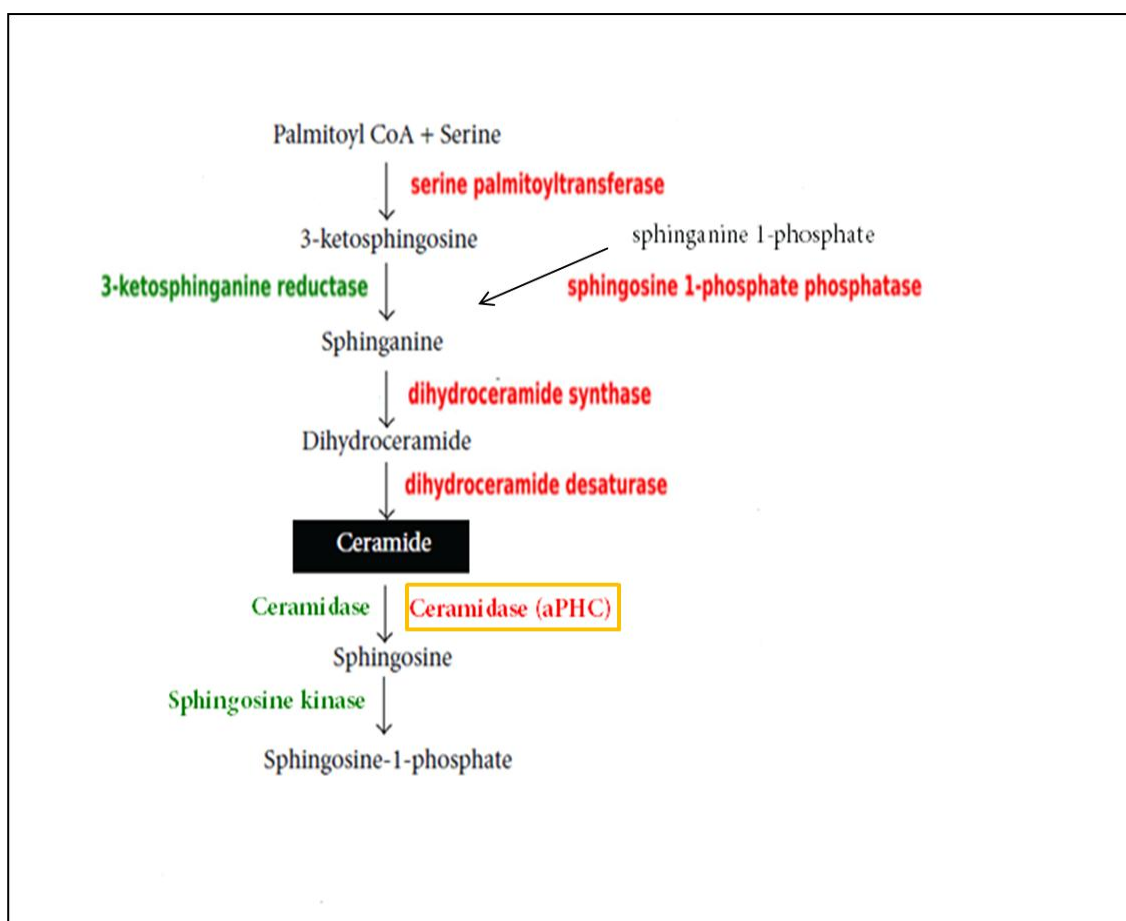 Palmitoyl CoA + Serine
serine palmitoyltransferase
3-ketosphingosine
sphinganine 1-phosphate
3-ketosphinganine reductase
sphingosine 1-phosphate phosphatase
Sphinganine
dihydroceramide synthase
Dihydroceramide
dihydroceramide desaturase
Ceramide
Ceramidase
Ceramidase (aPHC)
Sphingosine
Sphingosine kinase
Sphingosine-1-phosphate